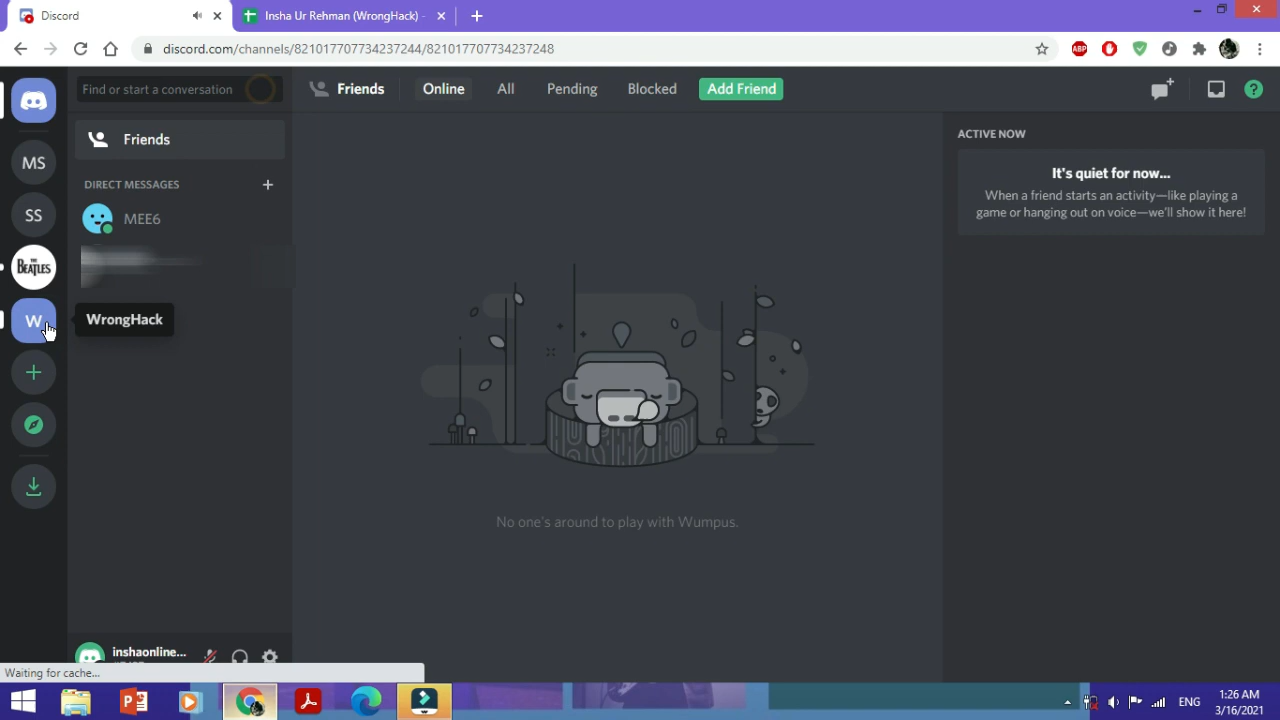 Discord
Insha Ur Rehman (WrongHack) -
discord.com/channels/821017707734237244/821017707734237248
ABP
Find or start a conversation
Friends
Online
All
Pending
Blocked
Add Friend
Friends
DIRECT MESSAGES
MEE6
MS
SS
THE BEATLES
W
WrongHack
ACTIVE NOW
It's quiet for now...
When a friend starts an activity—like playing a
game or hanging out on voice—we'll show it here!
No one's around to play with Wumpus.
inshaonline...
Waiting for cache...
ENG
1:26 AM
3/16/2021